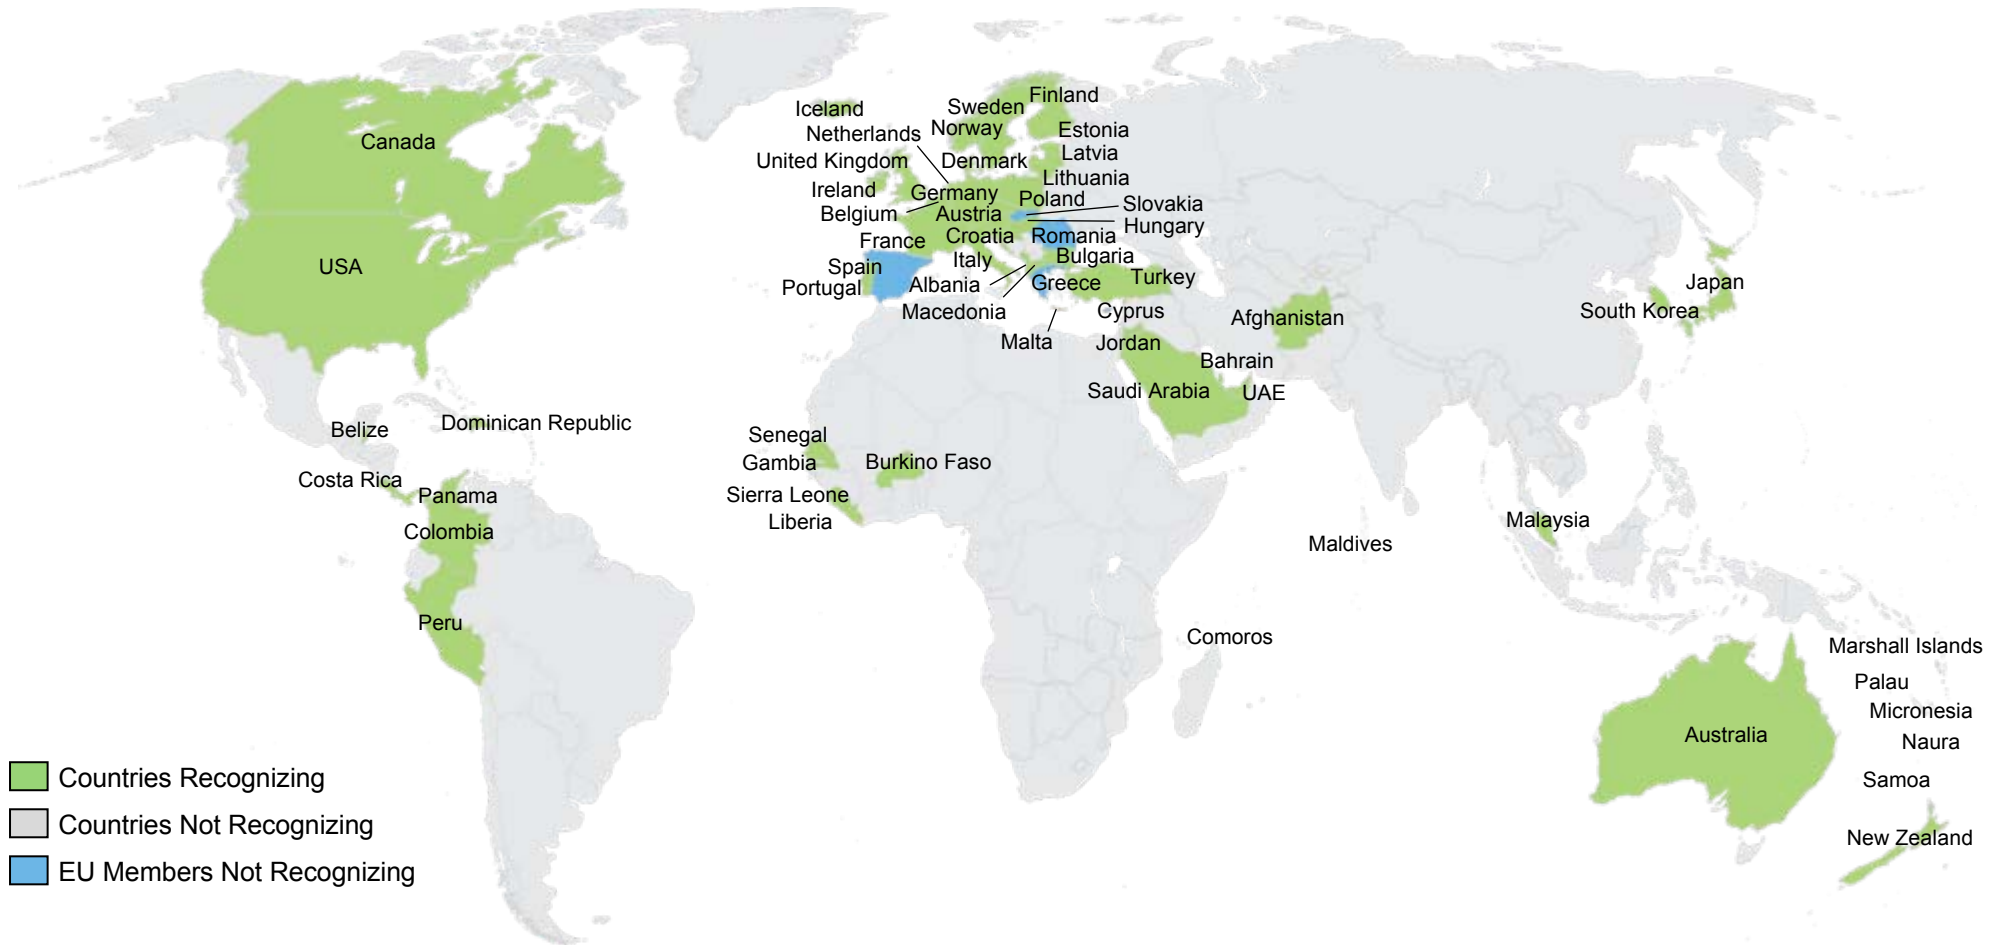 Canada
USA
Belize
Dominican Republic
Costa Rica
Panama
Colombia
Peru
Iceland
Sweden
Finland
Netherlands
Norway
Estonia
United Kingdom
Denmark
Latvia
Ireland
Germany
Lithuania
Belgium
Austria
Poland
Slovakia
France
Croatia
Romania
Hungary
Spain
Italy
Bulgaria
Portugal
Albania
Greece
Turkey
Macedonia
Cyprus
Malta
Jordan
Afghanistan
Bahrain
Saudi Arabia
UAE
Japan
South Korea
Senegal
Gambia
Burkino Faso
Sierra Leone
Liberia
Maldives
Malaysia
Comoros
Marshall Islands
Palau
Micronesia
Australia
Naura
Samoa
New Zealand
Countries Recognizing
Countries Not Recognizing
EU Members Not Recognizing